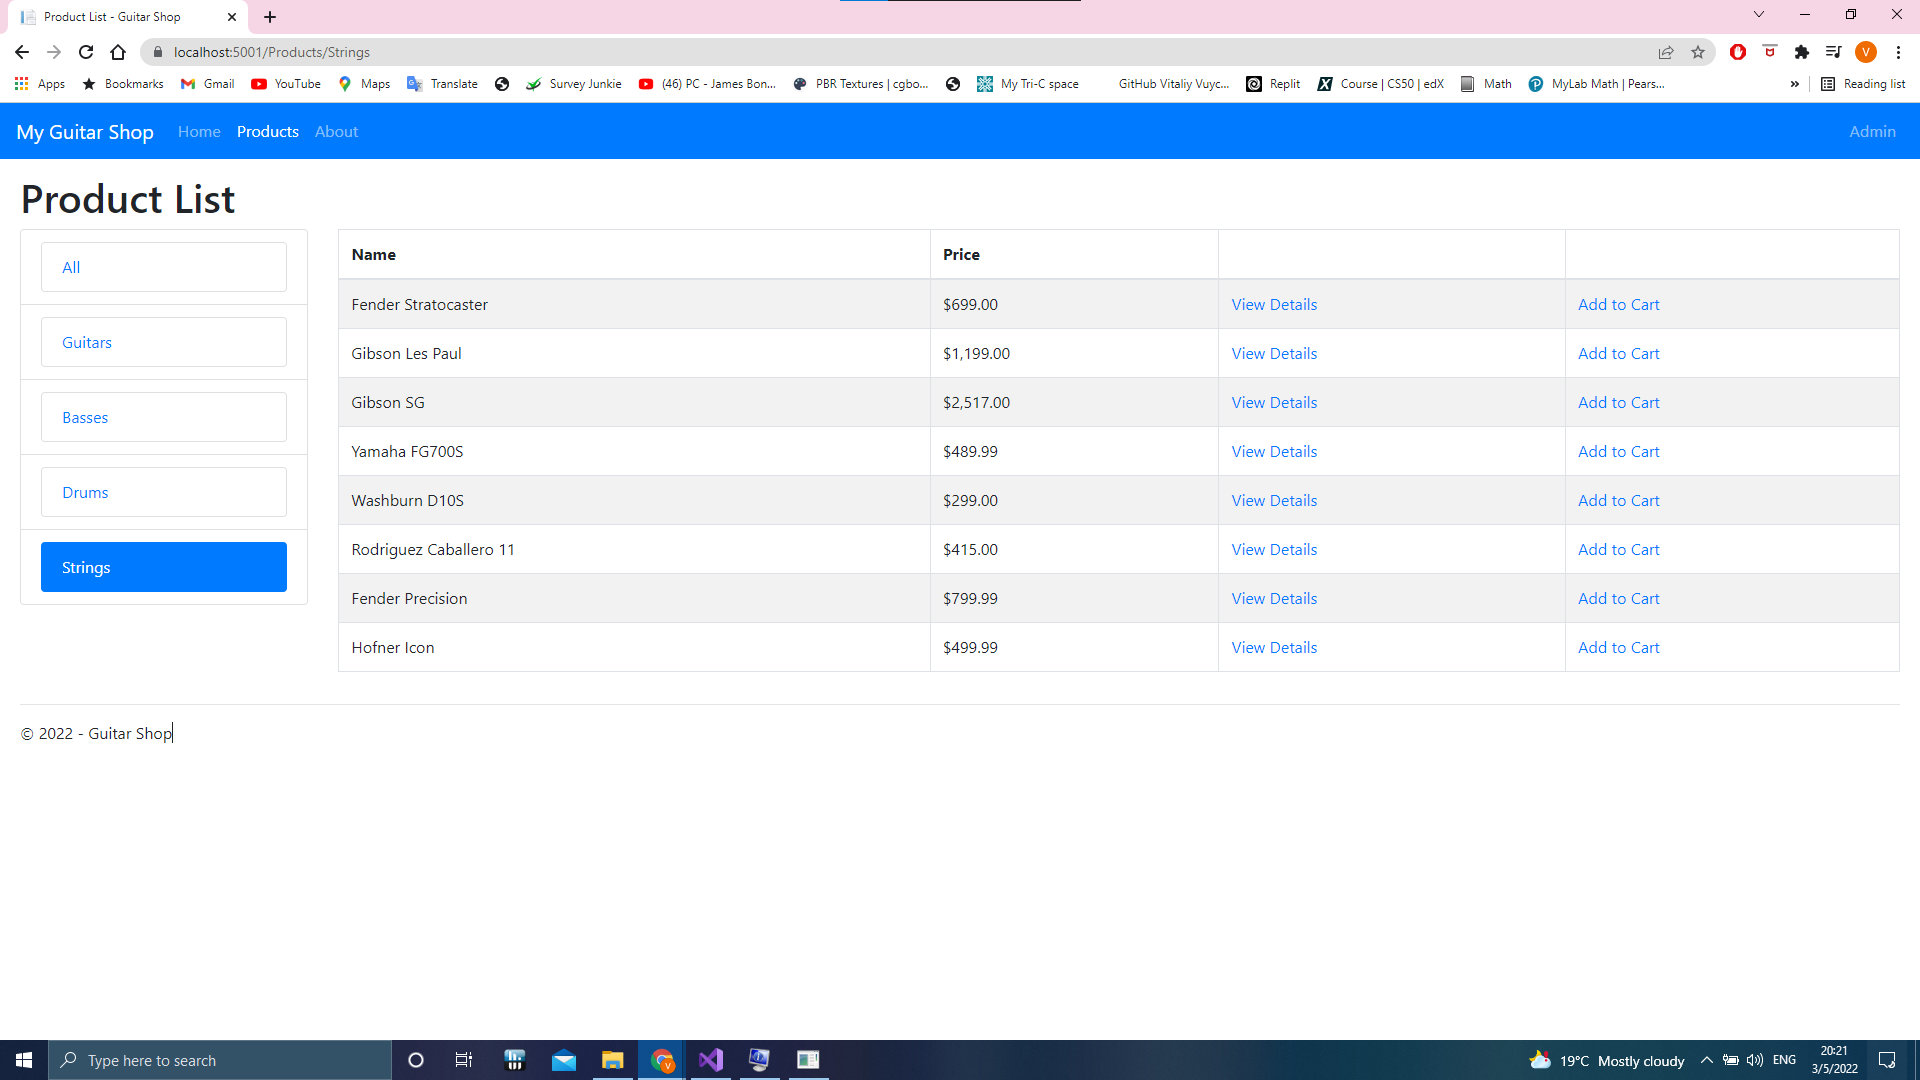 Product List - Guitar Shop
localhost:5001/Products/Strings
Apps Bookmarks Gmail YouTube Maps Translate Survey Junkie (46) PC - James Bon... PBR Textures | cgbo... My Tri-C space GitHub Vitaliy Vuyc... Replit Course | CS50 | edX Math MyLab Math | Pears... » Reading list
My Guitar Shop Home Products About Admin
Product List
All
Guitars
Basses
Drums
Strings
Name Price
Fender Stratocaster $699.00 View Details Add to Cart
Gibson Les Paul $1,199.00 View Details Add to Cart
Gibson SG $2,517.00 View Details Add to Cart
Yamaha FG700S $489.99 View Details Add to Cart
Washburn D10S $299.00 View Details Add to Cart
Rodriguez Caballero 11 $415.00 View Details Add to Cart
Fender Precision $799.99 View Details Add to Cart
Hofner Icon $499.99 View Details Add to Cart
© 2022 - Guitar Shop
Type here to search
19°C Mostly cloudy
ENG
20:21
3/5/2022
V